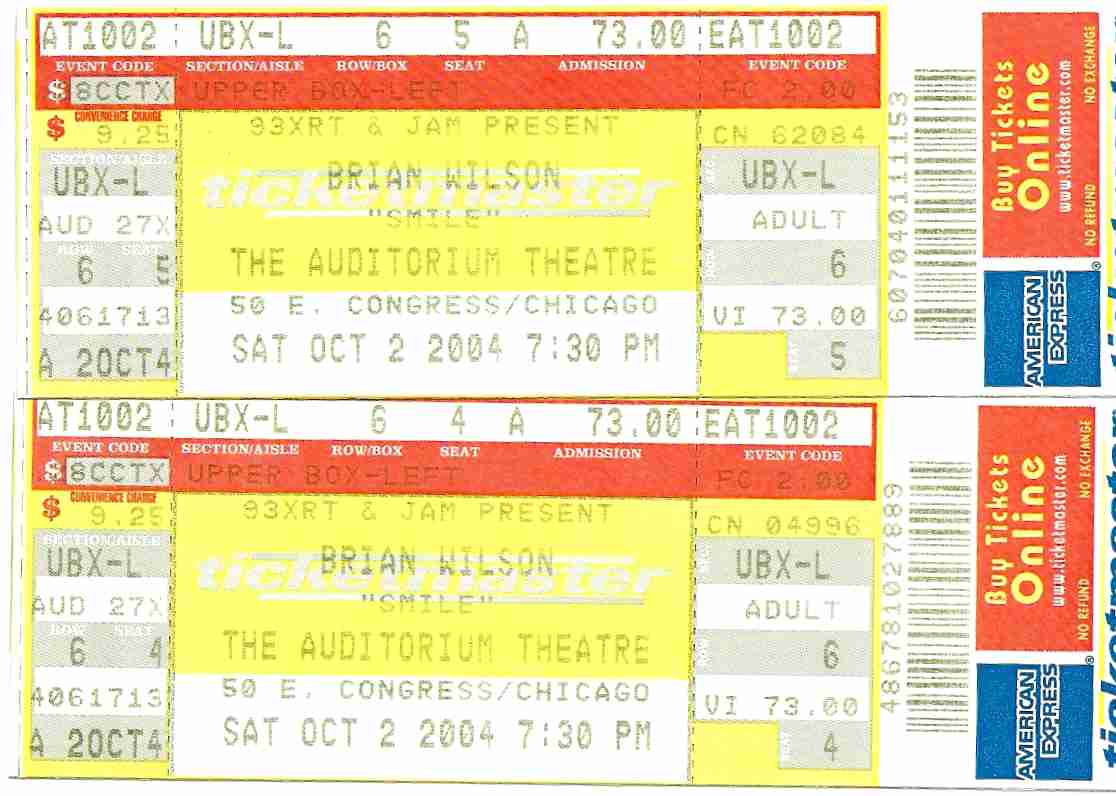 AT1002 UBX-L 6 5 A 73.00 EAT1002
EVENT CODE SECTION/AISLE ROW/BOX SEAT ADMISSION EVENT CODE
$ 8CCTX UPPER BOX-LEFT FC 2.00
CONVENIENCE CHARGE
$ 9.25 93XRT & JAM PRESENT CN 62084
SECTION/AISLE
UBX-L BRIAN WILSON UBX-L
ticketmaster
AUD 27X "SMILE" ADULT
ROW SEAT
6 5 THE AUDITORIUM THEATRE 6
4061713 50 E. CONGRESS/CHICAGO VI 73.00
A 2OCT4 SAT OCT 2 2004 7:30 PM 5
607040111153
Buy Tickets
Online
www.ticketmaster.com
NO REFUND NO EXCHANGE
AMERICAN
EXPRESS®
AT1002 UBX-L 6 4 A 73.00 EAT1002
EVENT CODE SECTION/AISLE ROW/BOX SEAT ADMISSION EVENT CODE
$ 8CCTX UPPER BOX-LEFT FC 2.00
CONVENIENCE CHARGE
$ 9.25 93XRT & JAM PRESENT CN 04996
SECTION/AISLE
UBX-L BRIAN WILSON UBX-L
ticketmaster
AUD 27X "SMILE" ADULT
ROW SEAT
6 4 THE AUDITORIUM THEATRE 6
4061713 50 E. CONGRESS/CHICAGO VI 73.00
A 2OCT4 SAT OCT 2 2004 7:30 PM 4
486781027889
Buy Tickets
Online
www.ticketmaster.com
NO REFUND NO EXCHANGE
AMERICAN
EXPRESS®
ticketmaster